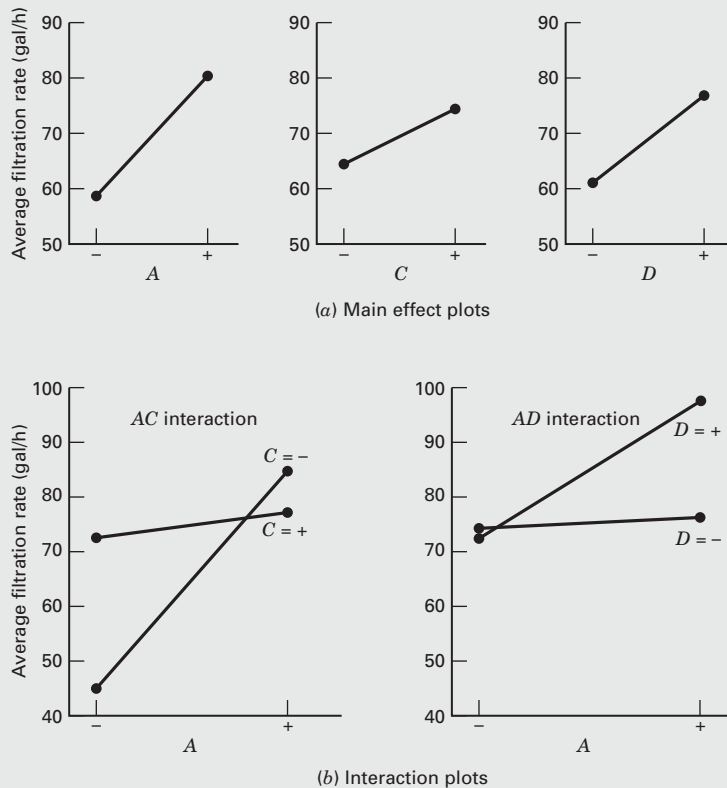 Average filtration rate (gal/h)
90
80
70
60
50
−
+
A
90
80
70
60
50
−
+
C
90
80
70
60
50
−
+
D
(a) Main effect plots
Average filtration rate (gal/h)
100
90
80
70
60
50
40
AC interaction
C = −
C = +
−
+
A
100
90
80
70
60
50
40
AD interaction
D = +
D = −
−
+
A
(b) Interaction plots